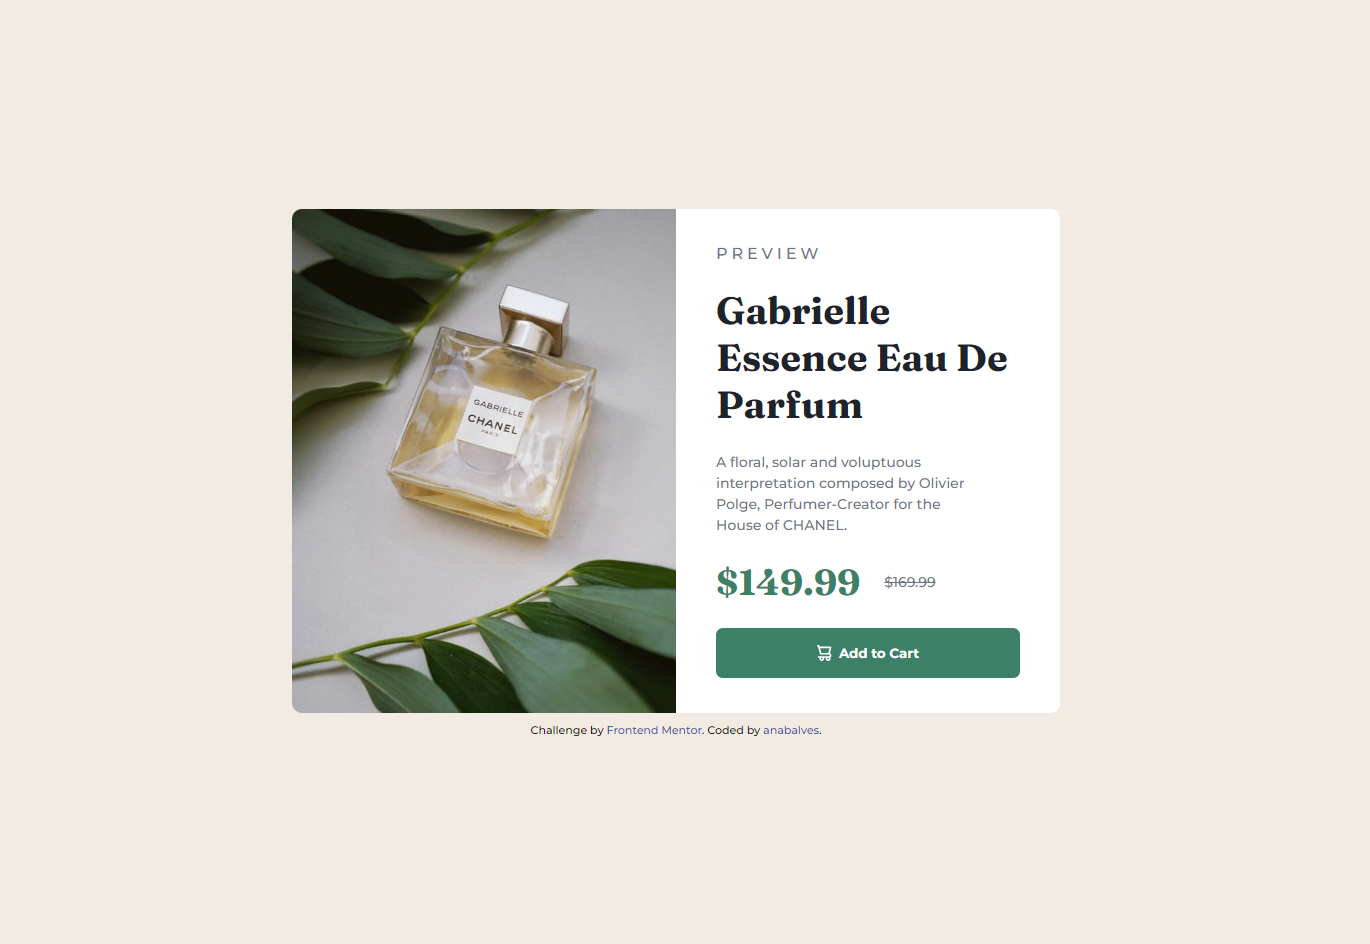 GABRIELLE
CHANEL
PARIS
PREVIEW
Gabrielle
Essence Eau De
Parfum
A floral, solar and voluptuous
interpretation composed by Olivier
Polge, Perfumer-Creator for the
House of CHANEL.
$149.99 $169.99
Add to Cart
Challenge by Frontend Mentor. Coded by anabalves.